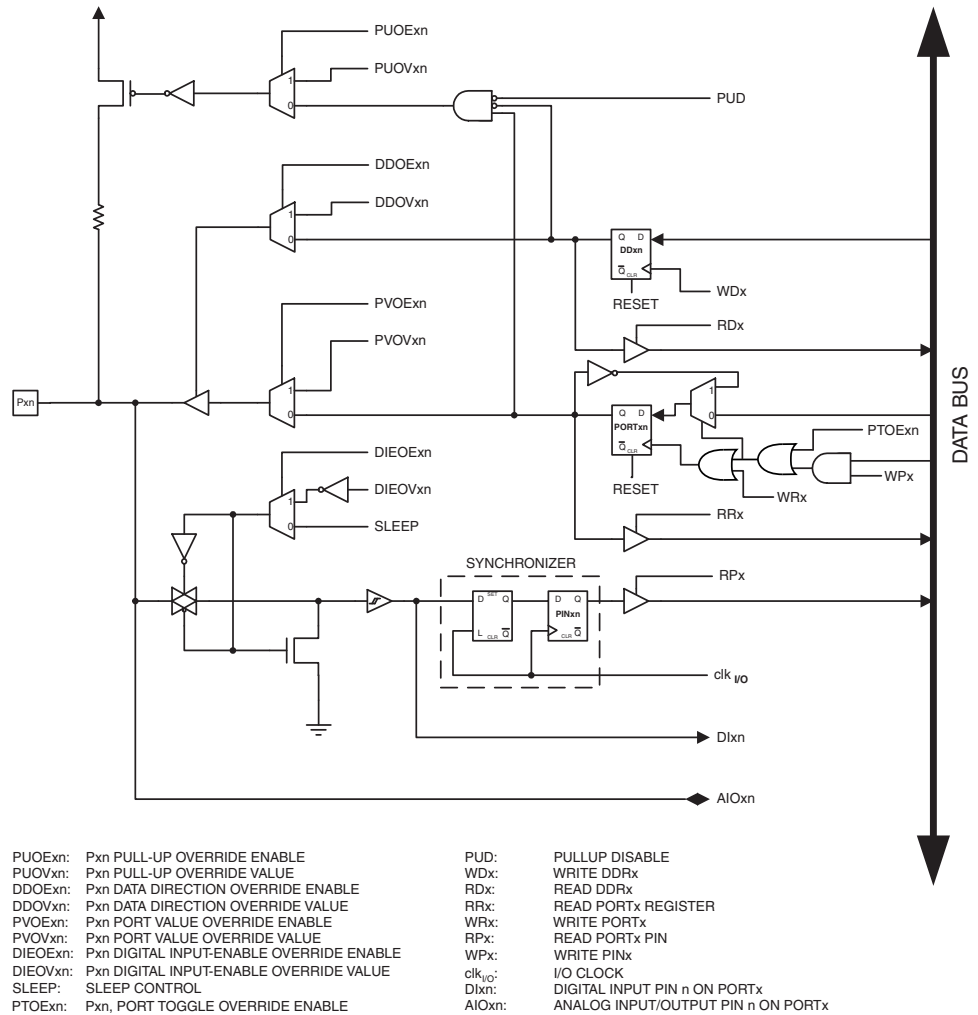 PUOExn
PUOVxn
1
0
PUD
DDOExn
DDOVxn
1
0
Q D
DDxn
Q CLR
WDx
RESET
RDx
PVOExn
PVOVxn
1
0
Pxn
1
0
Q D
PORTxn
Q CLR
PTOExn
WPx
RESET
WRx
RRx
DATA BUS
DIEOExn
DIEOVxn
1
0
SLEEP
SYNCHRONIZER
RPx
D SET Q
L CLR Q
D Q
PINxn
CLR Q
clk I/O
DIxn
AIOxn
PUOExn: Pxn PULL-UP OVERRIDE ENABLE
PUOVxn: Pxn PULL-UP OVERRIDE VALUE
DDOExn: Pxn DATA DIRECTION OVERRIDE ENABLE
DDOVxn: Pxn DATA DIRECTION OVERRIDE VALUE
PVOExn: Pxn PORT VALUE OVERRIDE ENABLE
PVOVxn: Pxn PORT VALUE OVERRIDE VALUE
DIEOExn: Pxn DIGITAL INPUT-ENABLE OVERRIDE ENABLE
DIEOVxn: Pxn DIGITAL INPUT-ENABLE OVERRIDE VALUE
SLEEP: SLEEP CONTROL
PTOExn: Pxn, PORT TOGGLE OVERRIDE ENABLE
PUD: PULLUP DISABLE
WDx: WRITE DDRx
RDx: READ DDRx
RRx: READ PORTx REGISTER
WRx: WRITE PORTx
RPx: READ PORTx PIN
WPx: WRITE PINx
clkI/O: I/O CLOCK
DIxn: DIGITAL INPUT PIN n ON PORTx
AIOxn: ANALOG INPUT/OUTPUT PIN n ON PORTx